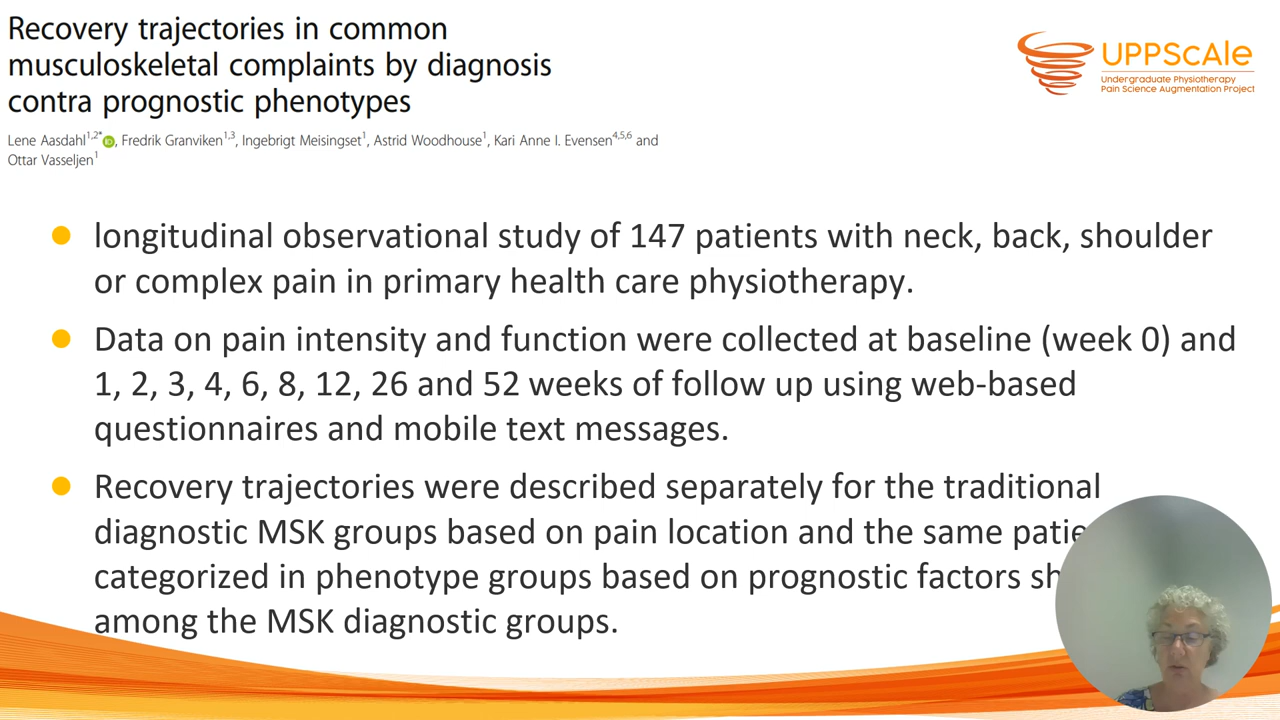 Recovery trajectories in common
musculoskeletal complaints by diagnosis
contra prognostic phenotypes
Lene Aasdahl1,2*, Fredrik Granviken1,3, Ingebrigt Meisingset1, Astrid Woodhouse1, Kari Anne I. Evensen4,5,6 and
Ottar Vasseljen1
UPPScale
Undergraduate Physiotherapy
Pain Science Augmentation Project
longitudinal observational study of 147 patients with neck, back, shoulder
or complex pain in primary health care physiotherapy.
Data on pain intensity and function were collected at baseline (week 0) and
1, 2, 3, 4, 6, 8, 12, 26 and 52 weeks of follow up using web-based
questionnaires and mobile text messages.
Recovery trajectories were described separately for the traditional
diagnostic MSK groups based on pain location and the same
categorized in phenotype groups based on prognostic factors
among the MSK diagnostic groups.